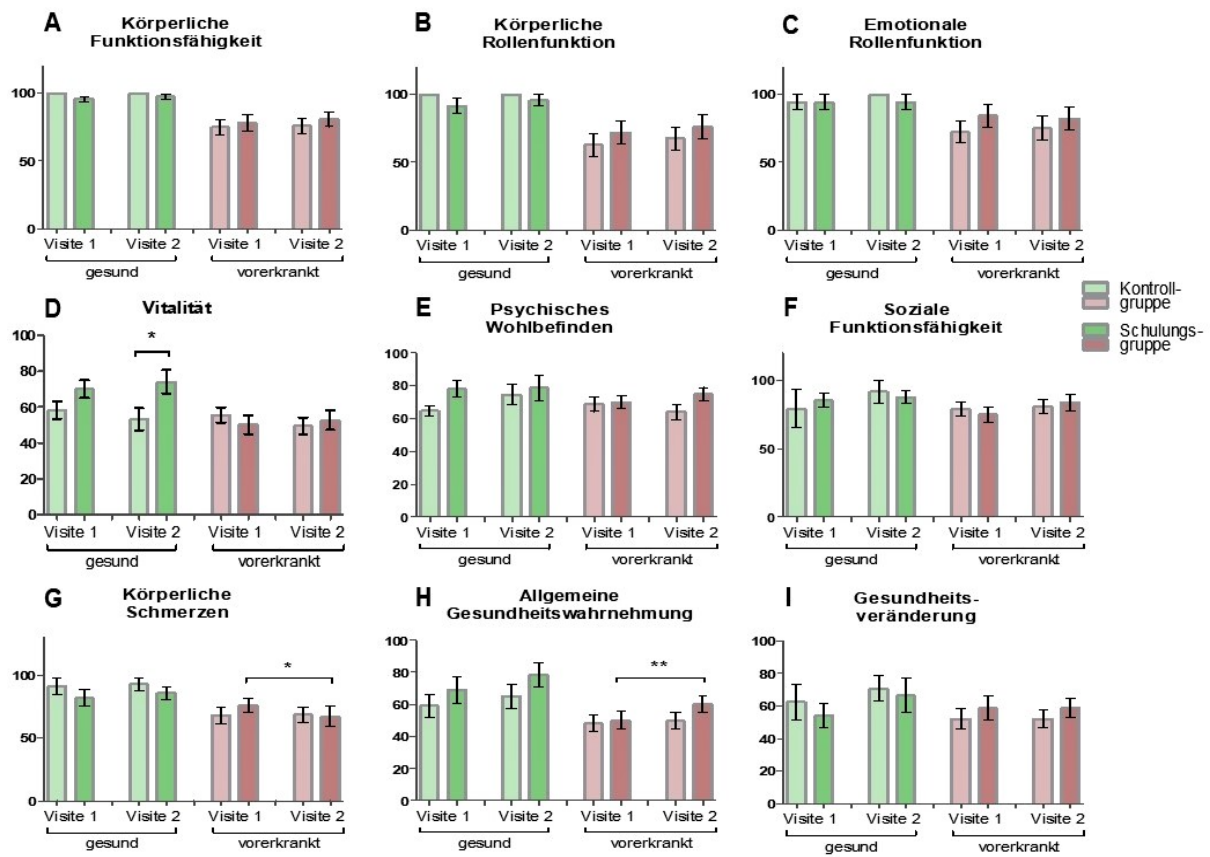 A
Körperliche
Funktionsfähigkeit
100
50
0
Visite 1 Visite 2 Visite 1 Visite 2
gesund vorerkrankt
B
Körperliche
Rollenfunktion
100
50
0
Visite 1 Visite 2 Visite 1 Visite 2
gesund vorerkrankt
C
Emotionale
Rollenfunktion
100
50
0
Visite 1 Visite 2 Visite 1 Visite 2
gesund vorerkrankt
D
Vitalität
100
80
60
40
20
0
*
Visite 1 Visite 2 Visite 1 Visite 2
gesund vorerkrankt
E
Psychisches
Wohlbefinden
100
80
60
40
20
0
Visite 1 Visite 2 Visite 1 Visite 2
gesund vorerkrankt
F
Soziale
Funktionsfähigkeit
100
50
0
Visite 1 Visite 2 Visite 1 Visite 2
gesund vorerkrankt
Kontroll-
gruppe
Schulungs-
gruppe
G
Körperliche
Schmerzen
100
50
0
*
Visite 1 Visite 2 Visite 1 Visite 2
gesund vorerkrankt
H
Allgemeine
Gesundheitswahrnehmung
100
80
60
40
20
0
**
Visite 1 Visite 2 Visite 1 Visite 2
gesund vorerkrankt
I
Gesundheits-
veränderung
100
80
60
40
20
0
Visite 1 Visite 2 Visite 1 Visite 2
gesund vorerkrankt